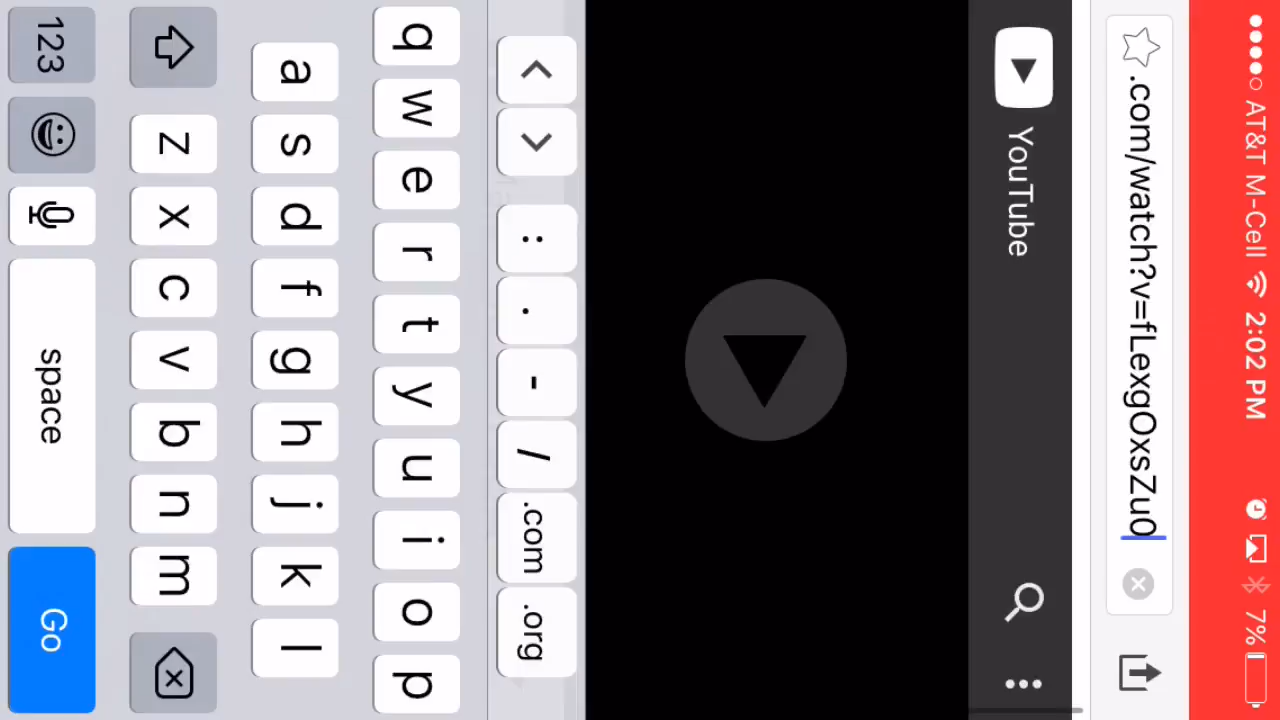 AT&T M-Cell 2:02 PM 7%
.com/watch?v=fLexgOxsZu0
YouTube
: . - / .com .org
q w e r t y u i o p
a s d f g h j k l
z x c v b n m
123 space Go